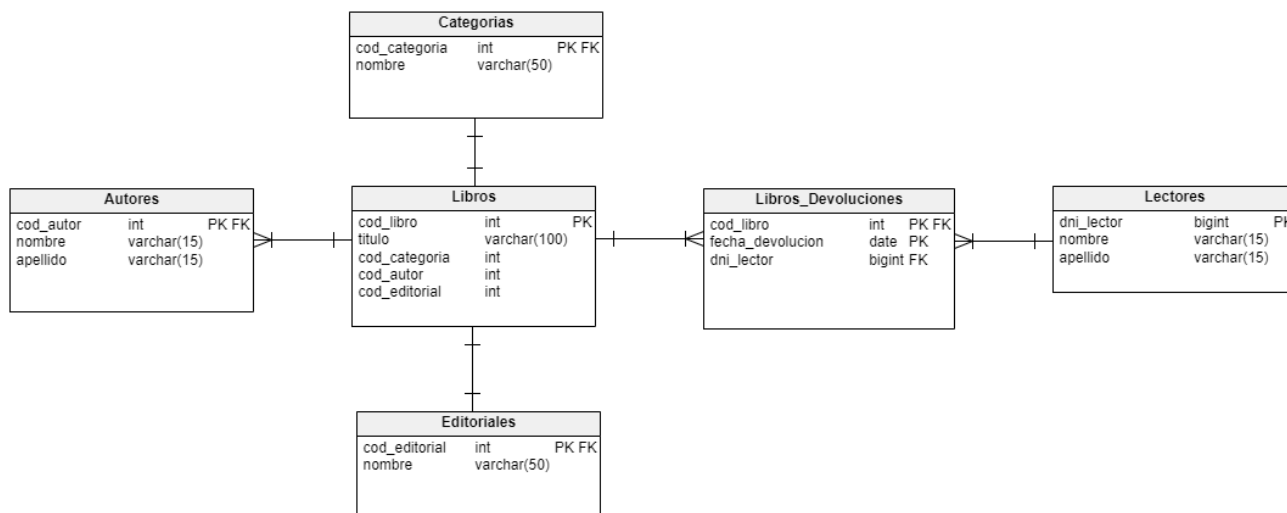 Categorias
cod_categoria int PK FK
nombre varchar(50)
Autores
cod_autor int PK FK
nombre varchar(15)
apellido varchar(15)
Libros
cod_libro int PK
titulo varchar(100)
cod_categoria int
cod_autor int
cod_editorial int
Libros_Devoluciones
cod_libro int PK FK
fecha_devolucion date PK
dni_lector bigint FK
Lectores
dni_lector bigint PK
nombre varchar(15)
apellido varchar(15)
Editoriales
cod_editorial int PK FK
nombre varchar(50)